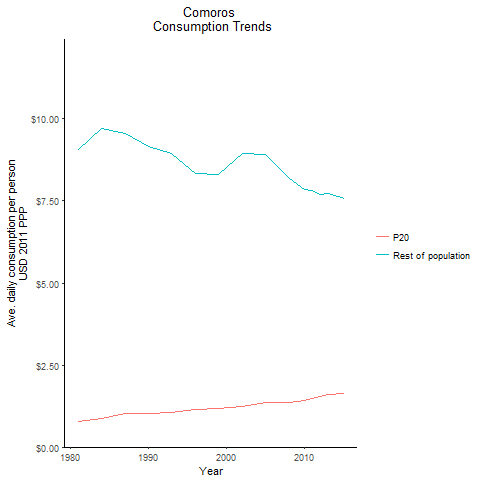 Comoros
Consumption Trends
Ave. daily consumption per person
USD 2011 PPP
$10.00
$7.50
$5.00
$2.50
$0.00
1980 1990 2000 2010
Year
P20
Rest of population